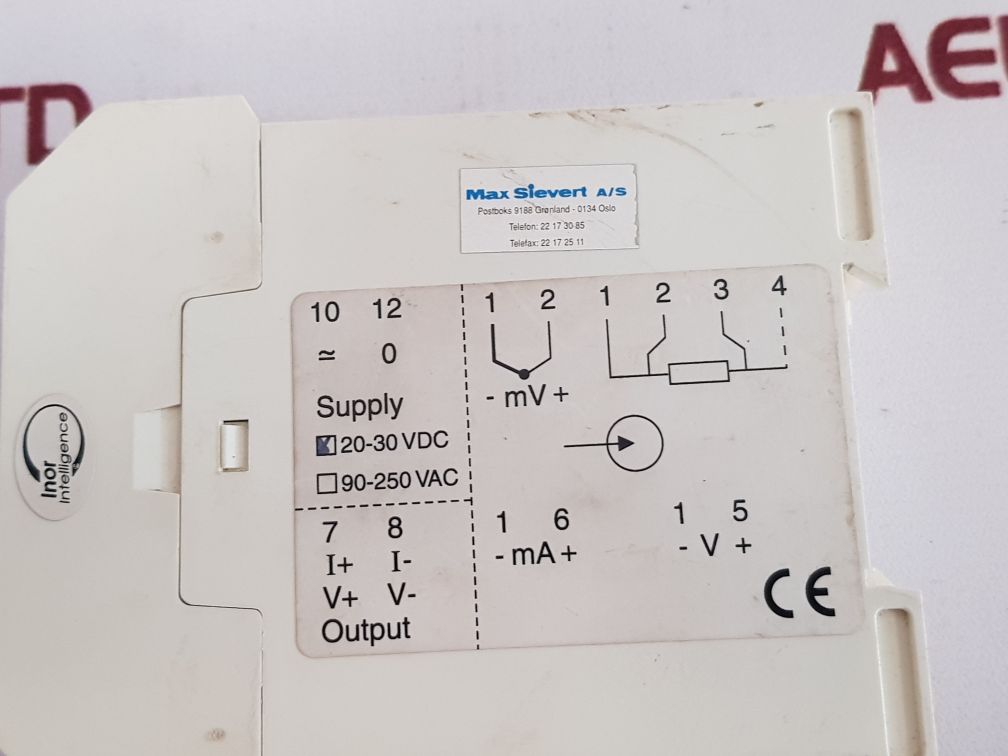 TD
AE
Max Sievert A/S
Postboks 9188 Grønland - 0134 Oslo
Telefon: 22 17 30 85
Telefax: 22 17 25 11
10 12
≃ 0
Supply
20-30 VDC
90-250 VAC
7 8
I+ I-
V+ V-
Output
1 2
- mV +
1 2 3 4
1 6
- mA +
1 5
- V +
CE
Inor
Intelligence